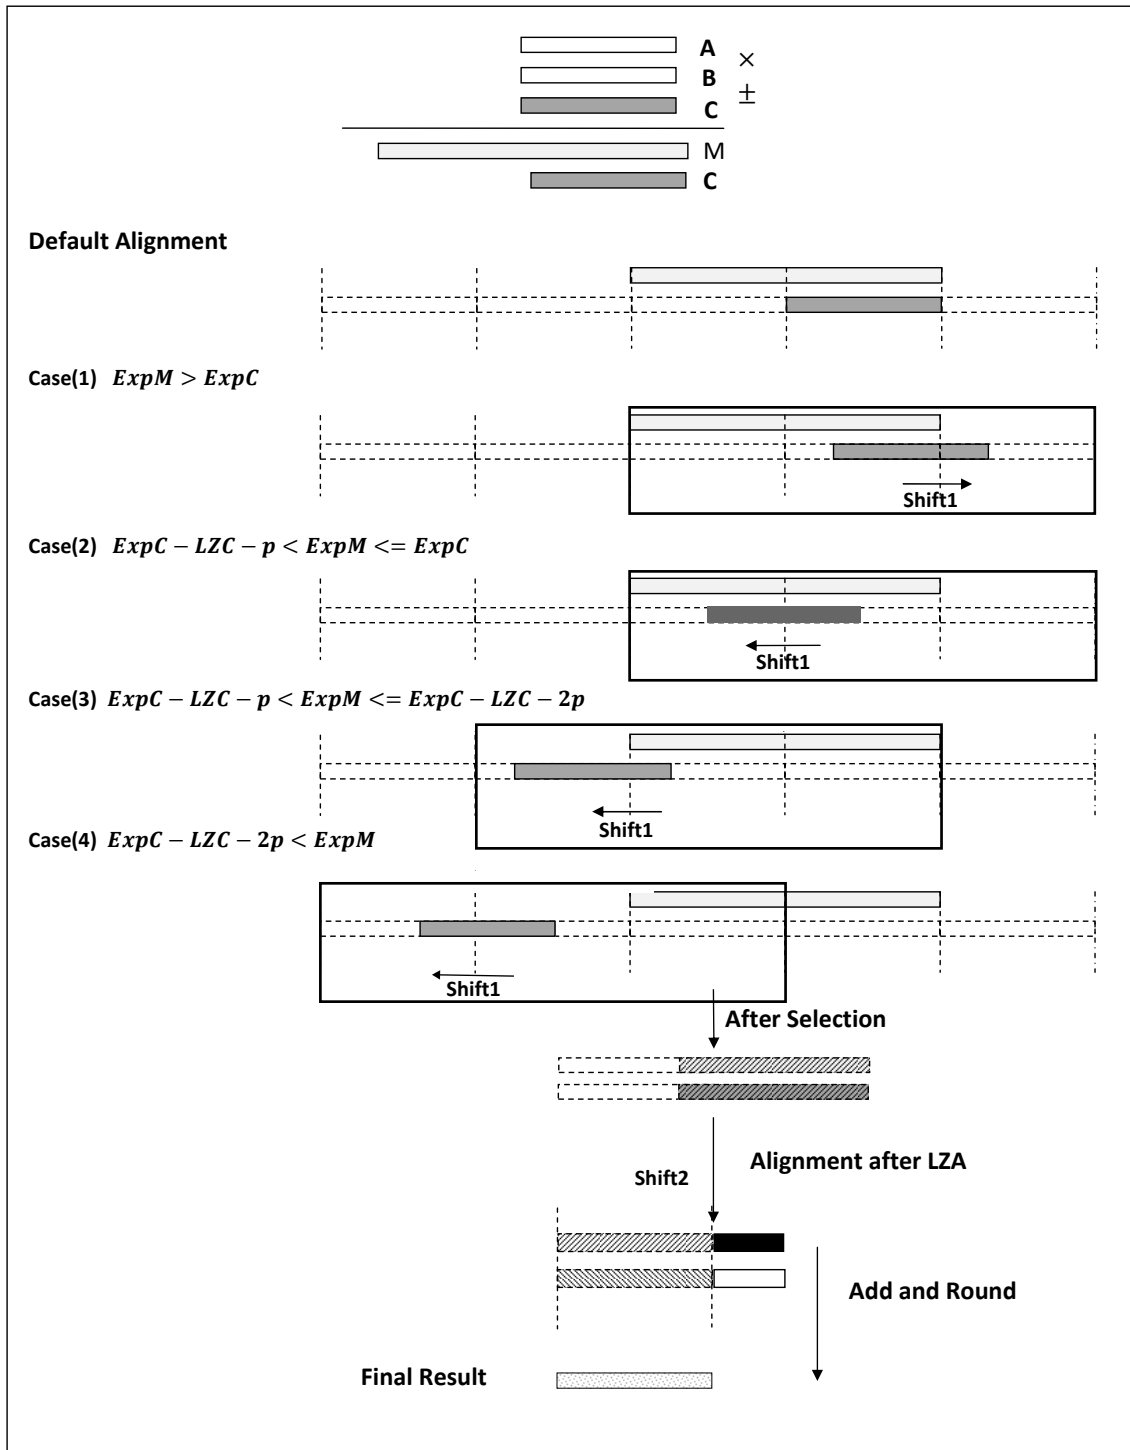 A ×
B
C ±
M
C
Default Alignment
Case(1) ExpM > ExpC
Shift1
Case(2) ExpC − LZC − p < ExpM <= ExpC
Shift1
Case(3) ExpC − LZC − p < ExpM <= ExpC − LZC − 2p
Shift1
Case(4) ExpC − LZC − 2p < ExpM
Shift1
After Selection
Alignment after LZA
Shift2
Add and Round
Final Result